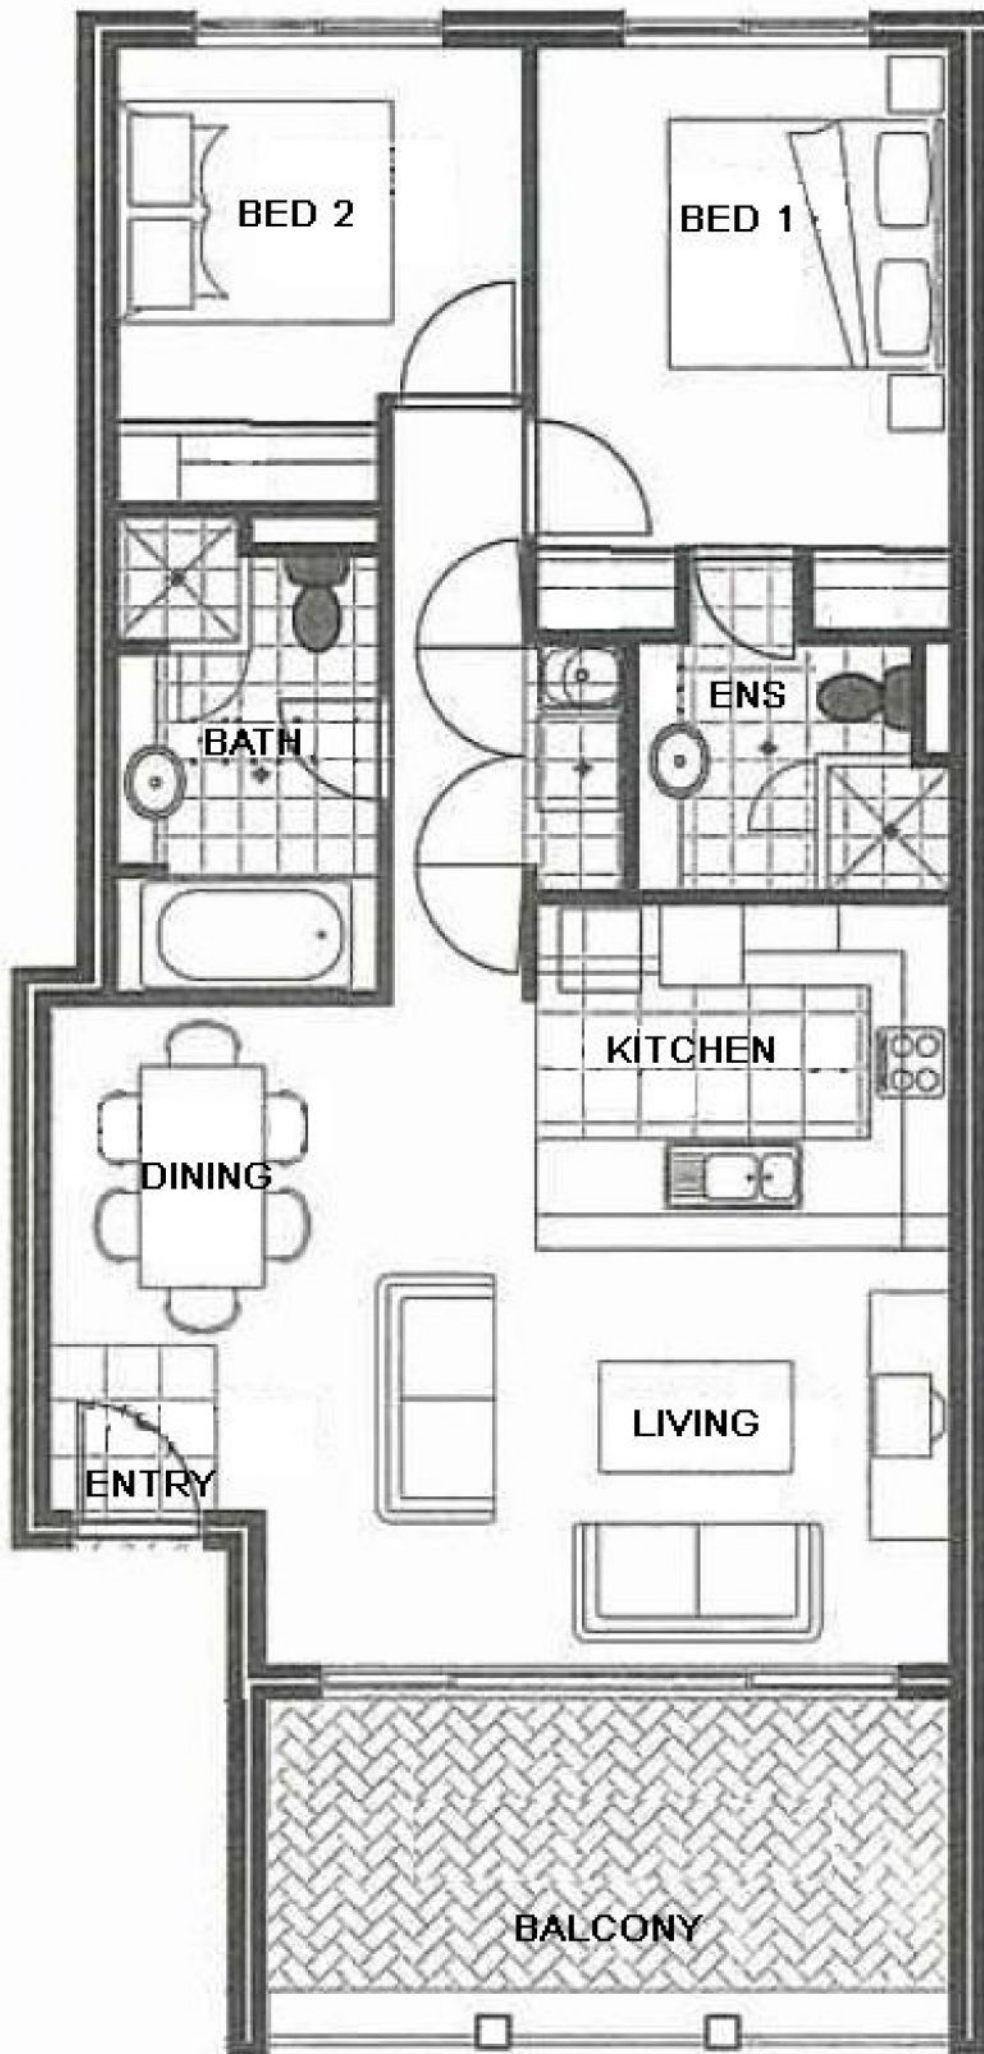 BED 2
BED 1
ENS
BATH
KITCHEN
DINING
LIVING
ENTRY
BALCONY